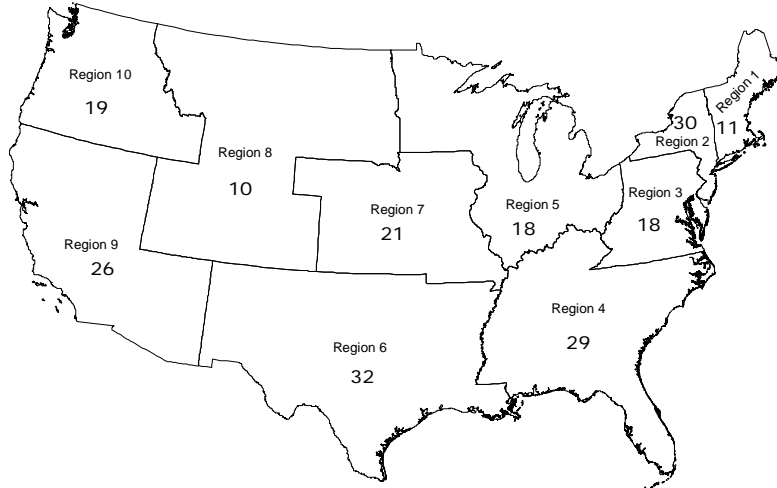 Region 10
19
Region 8
10
Region 9
26
Region 7
21
Region 6
32
Region 5
18
Region 4
29
Region 3
18
30
Region 2
Region 1
11